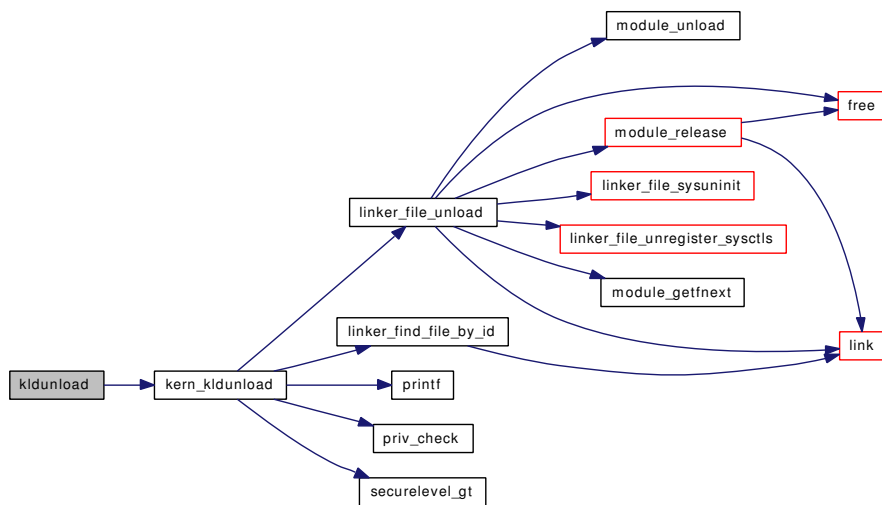 module_unload
free
module_release
linker_file_sysuninit
linker_file_unload
linker_file_unregister_sysctls
module_getfnext
linker_find_file_by_id
link
kldunload
kern_kldunload
printf
priv_check
securelevel_gt